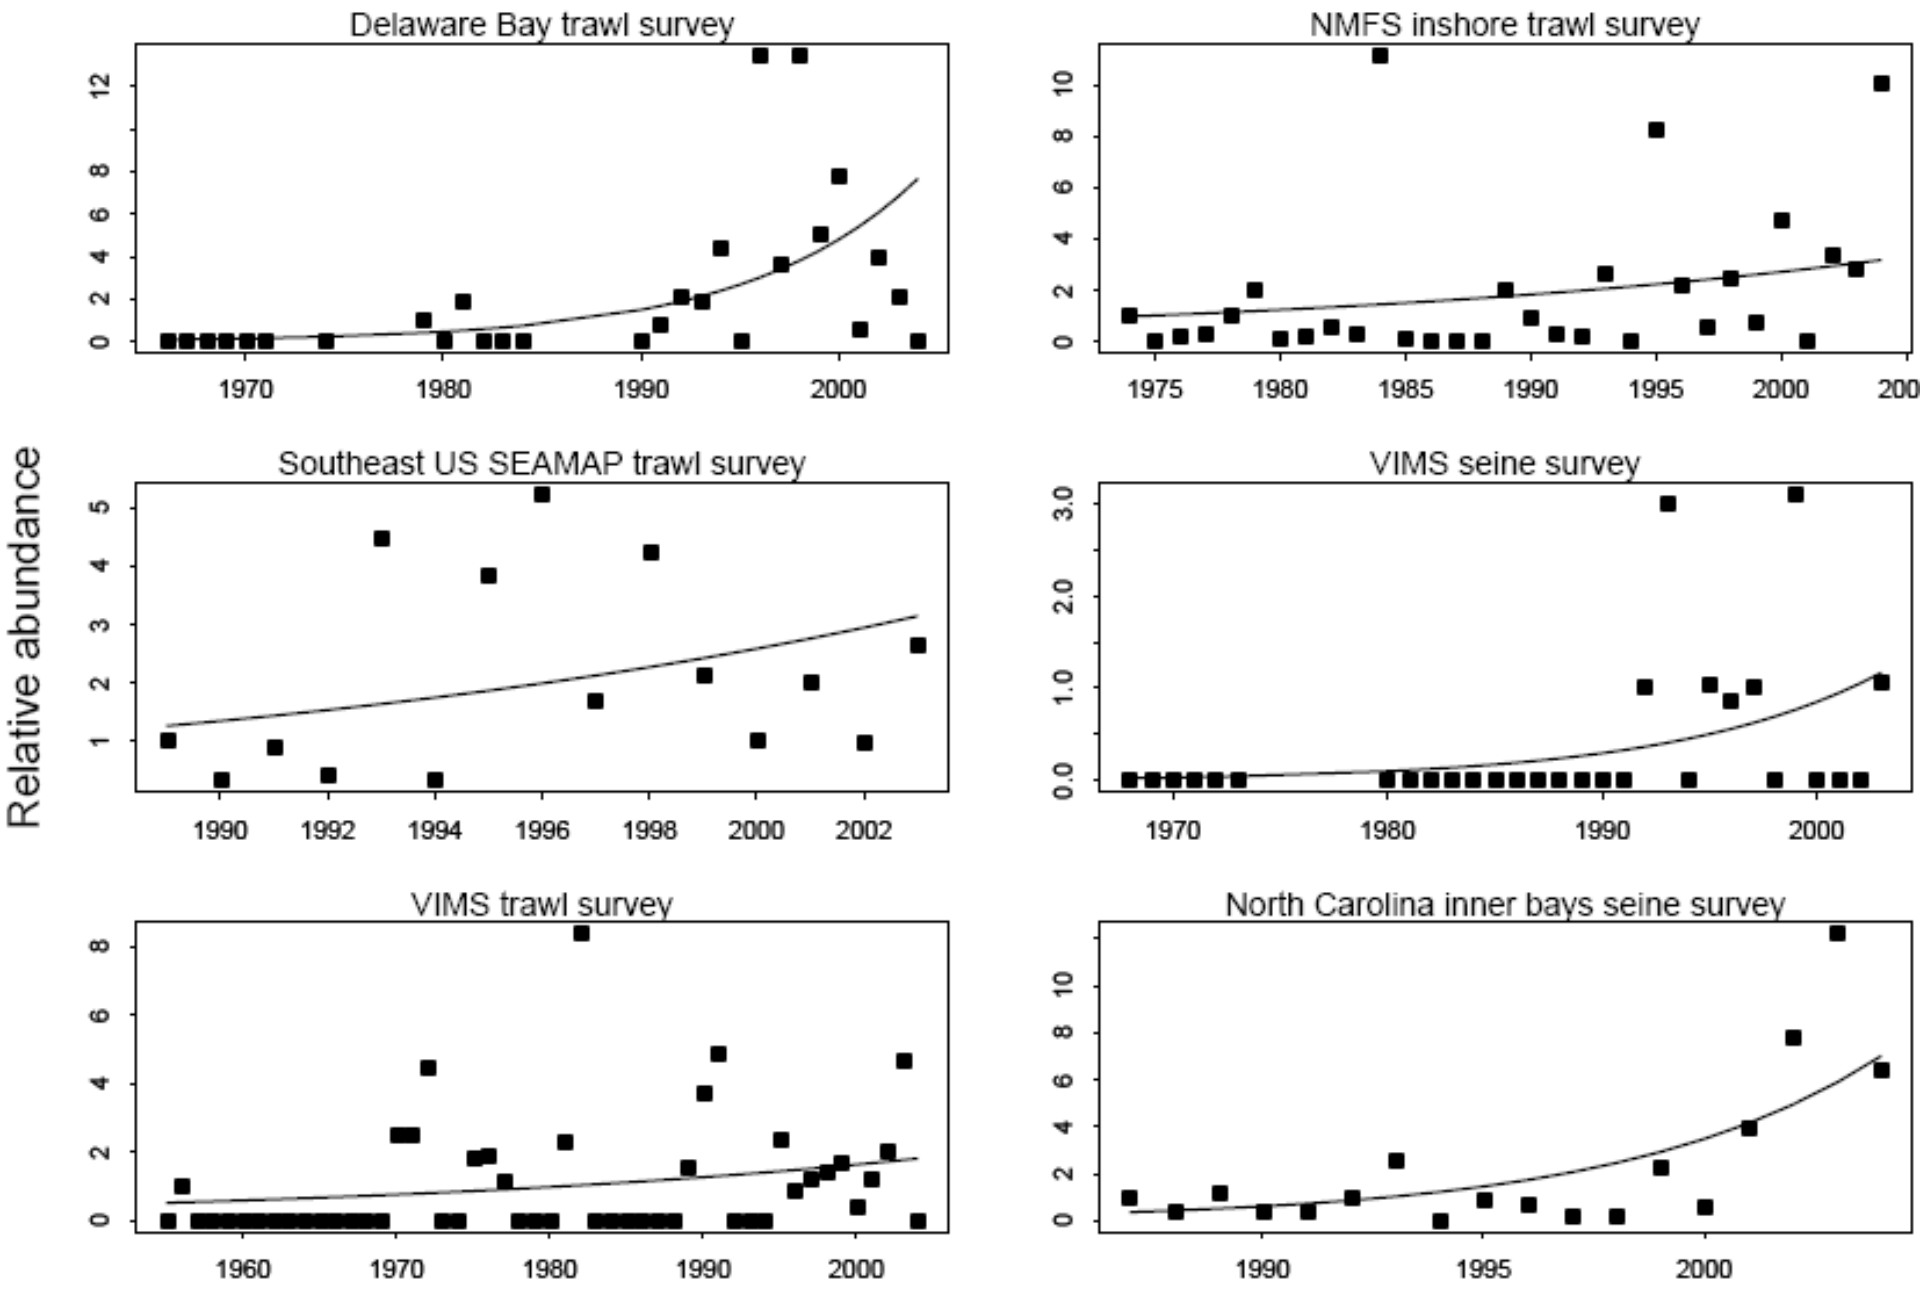 Relative abundance
Delaware Bay trawl survey
12
8
6
4
2
0
1970 1980 1990 2000
NMFS inshore trawl survey
10
8
6
4
2
0
1975 1980 1985 1990 1995 2000 200
Southeast US SEAMAP trawl survey
5
4
3
2
1
1990 1992 1994 1996 1998 2000 2002
VIMS seine survey
3.0
2.0
1.0
0.0
1970 1980 1990 2000
VIMS trawl survey
8
6
4
2
0
1960 1970 1980 1990 2000
North Carolina inner bays seine survey
10
8
6
4
2
0
1990 1995 2000